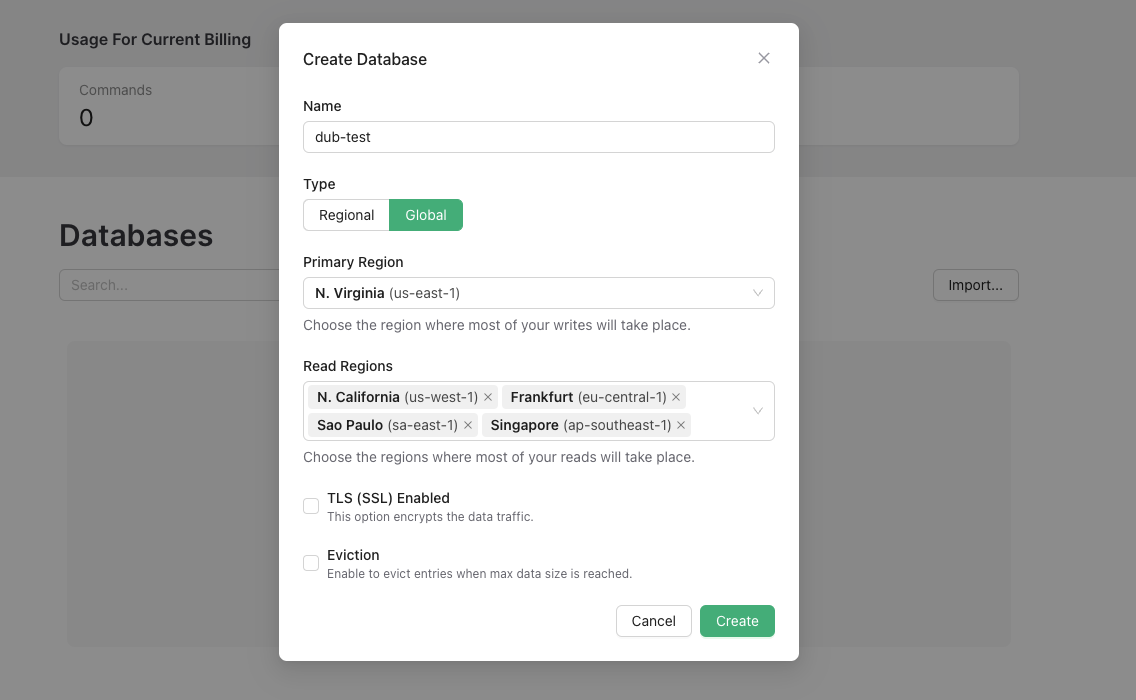 Usage For Current Billing
Commands
0
Databases
Search...
Import...
Create Database
Name
dub-test
Type
Regional Global
Primary Region
N. Virginia (us-east-1)
Choose the region where most of your writes will take place.
Read Regions
N. California (us-west-1) Frankfurt (eu-central-1)
Sao Paulo (sa-east-1) Singapore (ap-southeast-1)
Choose the regions where most of your reads will take place.
TLS (SSL) Enabled
This option encrypts the data traffic.
Eviction
Enable to evict entries when max data size is reached.
Cancel Create